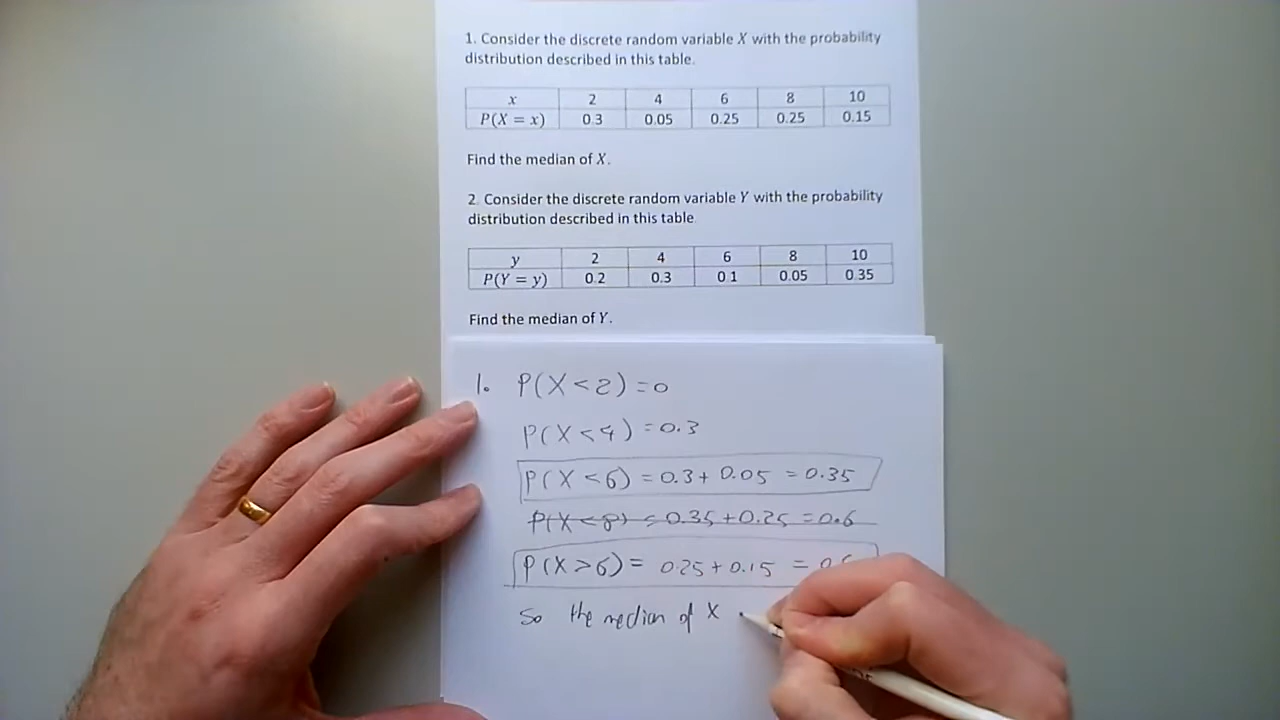 1. Consider the discrete random variable X with the probability
distribution described in this table.
x 2 4 6 8 10
P(X = x) 0.3 0.05 0.25 0.25 0.15
Find the median of X.
2. Consider the discrete random variable Y with the probability
distribution described in this table.
y 2 4 6 8 10
P(Y = y) 0.2 0.3 0.1 0.05 0.35
Find the median of Y.
1. P(X<2)=0
P(X<4)=0.3
P(X<6)=0.3+0.05=0.35
P(X<8)=0.35+0.25=0.6
P(X>6)=0.25+0.15=
So the median of X